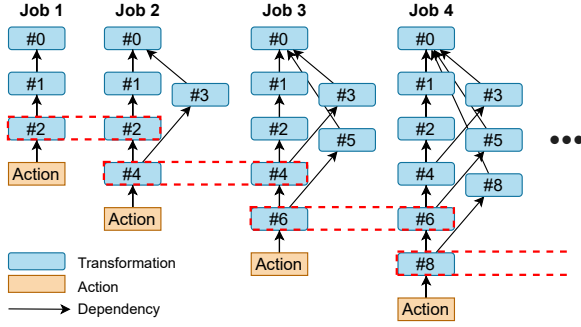 Job 1 Job 2 Job 3 Job 4
#0 #0 #0 #0
#1 #1 #1 #1
#3 #3 #3
#2 #2 #2 #2
#5 #5
Action #4 #4 #4
#8
Action #6 #6
Action #8
Action
Transformation
Action
Dependency